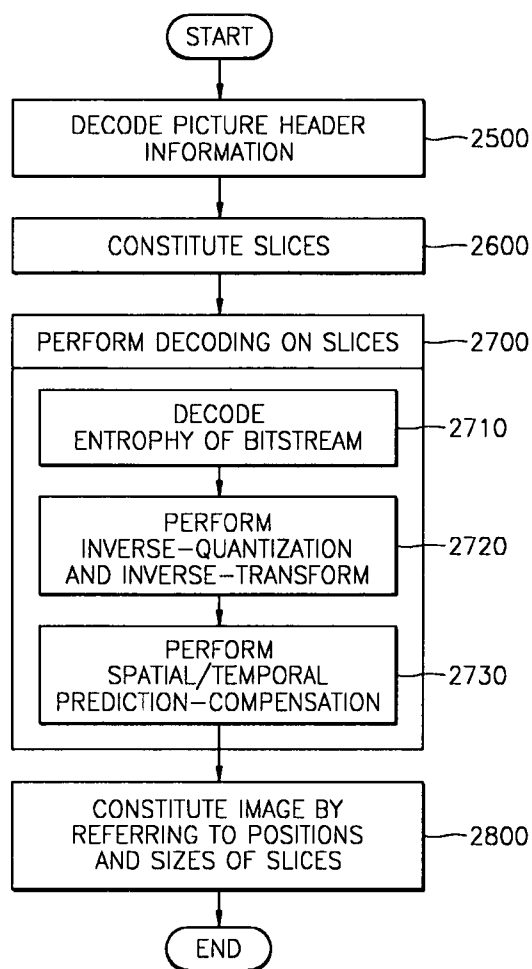 START
DECODE PICTURE HEADER
INFORMATION
2500
CONSTITUTE SLICES
2600
PERFORM DECODING ON SLICES
2700
DECODE
ENTROPY OF BITSTREAM
2710
PERFORM
INVERSE-QUANTIZATION
AND INVERSE-TRANSFORM
2720
PERFORM
SPATIAL/TEMPORAL
PREDICTION-COMPENSATION
2730
CONSTITUTE IMAGE BY
REFERRING TO POSITIONS
AND SIZES OF SLICES
2800
END